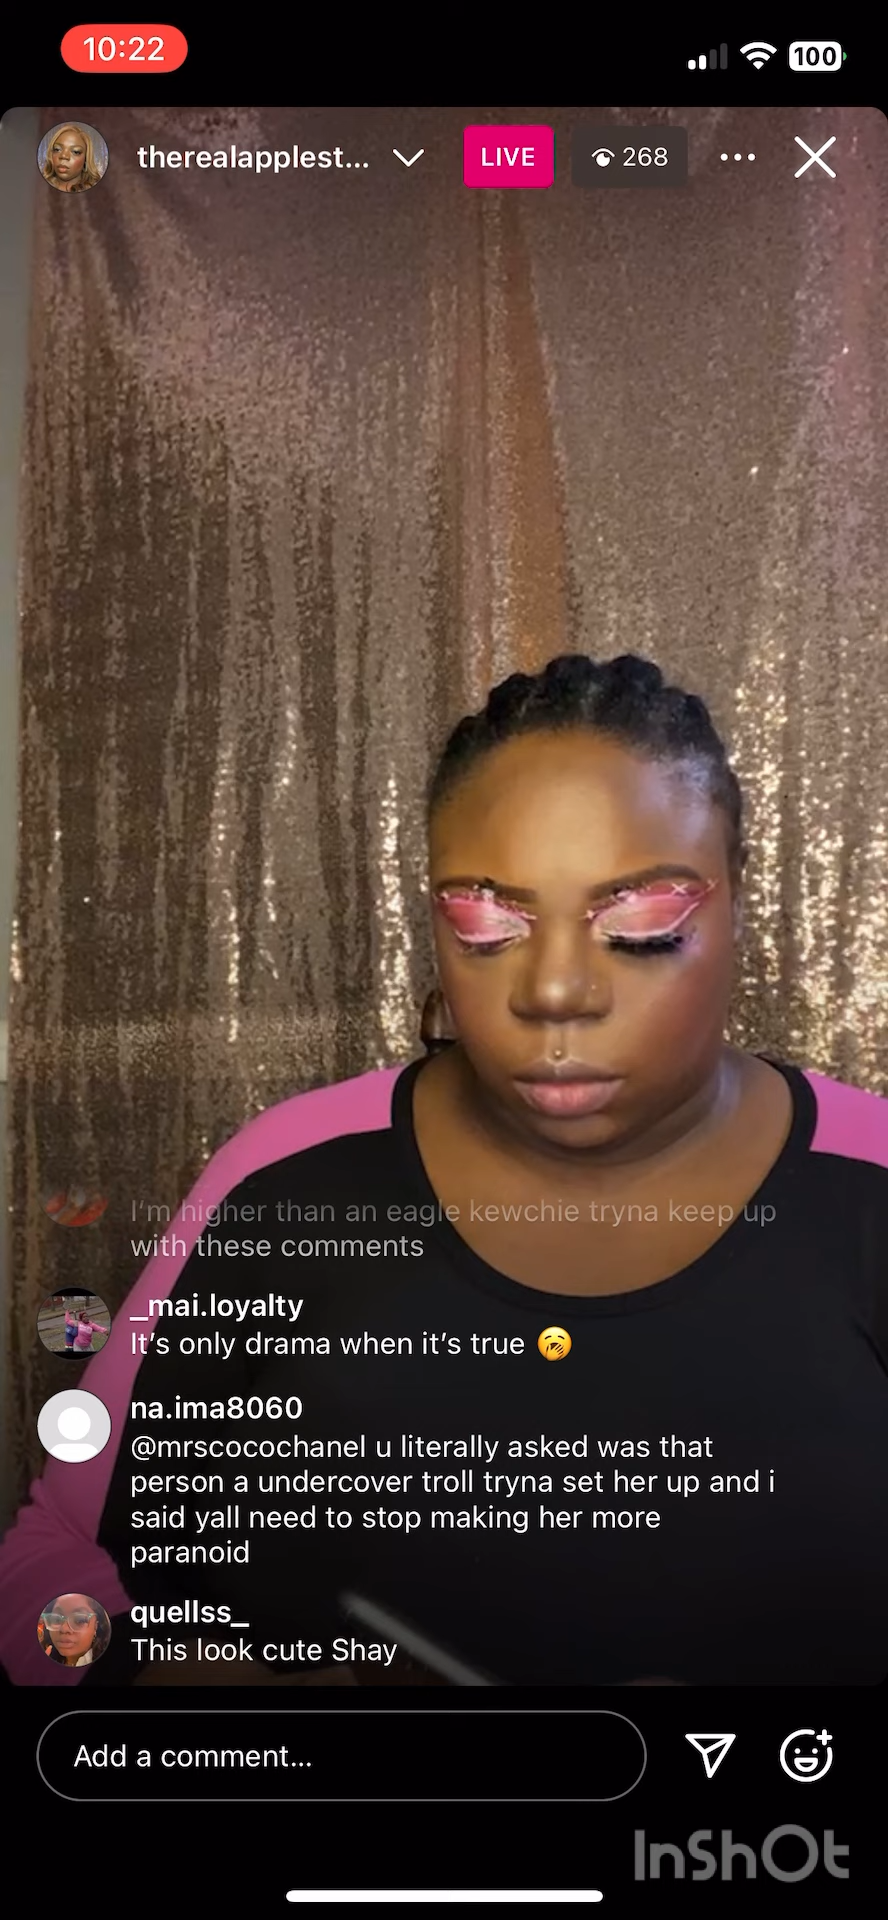 10:22
100
therealapplest...
LIVE
268
I'm higher than an eagle kewchie tryna keep up
with these comments
_mai.loyalty
It's only drama when it's true 🥱
na.ima8060
@mrscocochanel u literally asked was that
person a undercover troll tryna set her up and i
said yall need to stop making her more
paranoid
quellss_
This look cute Shay
Add a comment...
InShOt